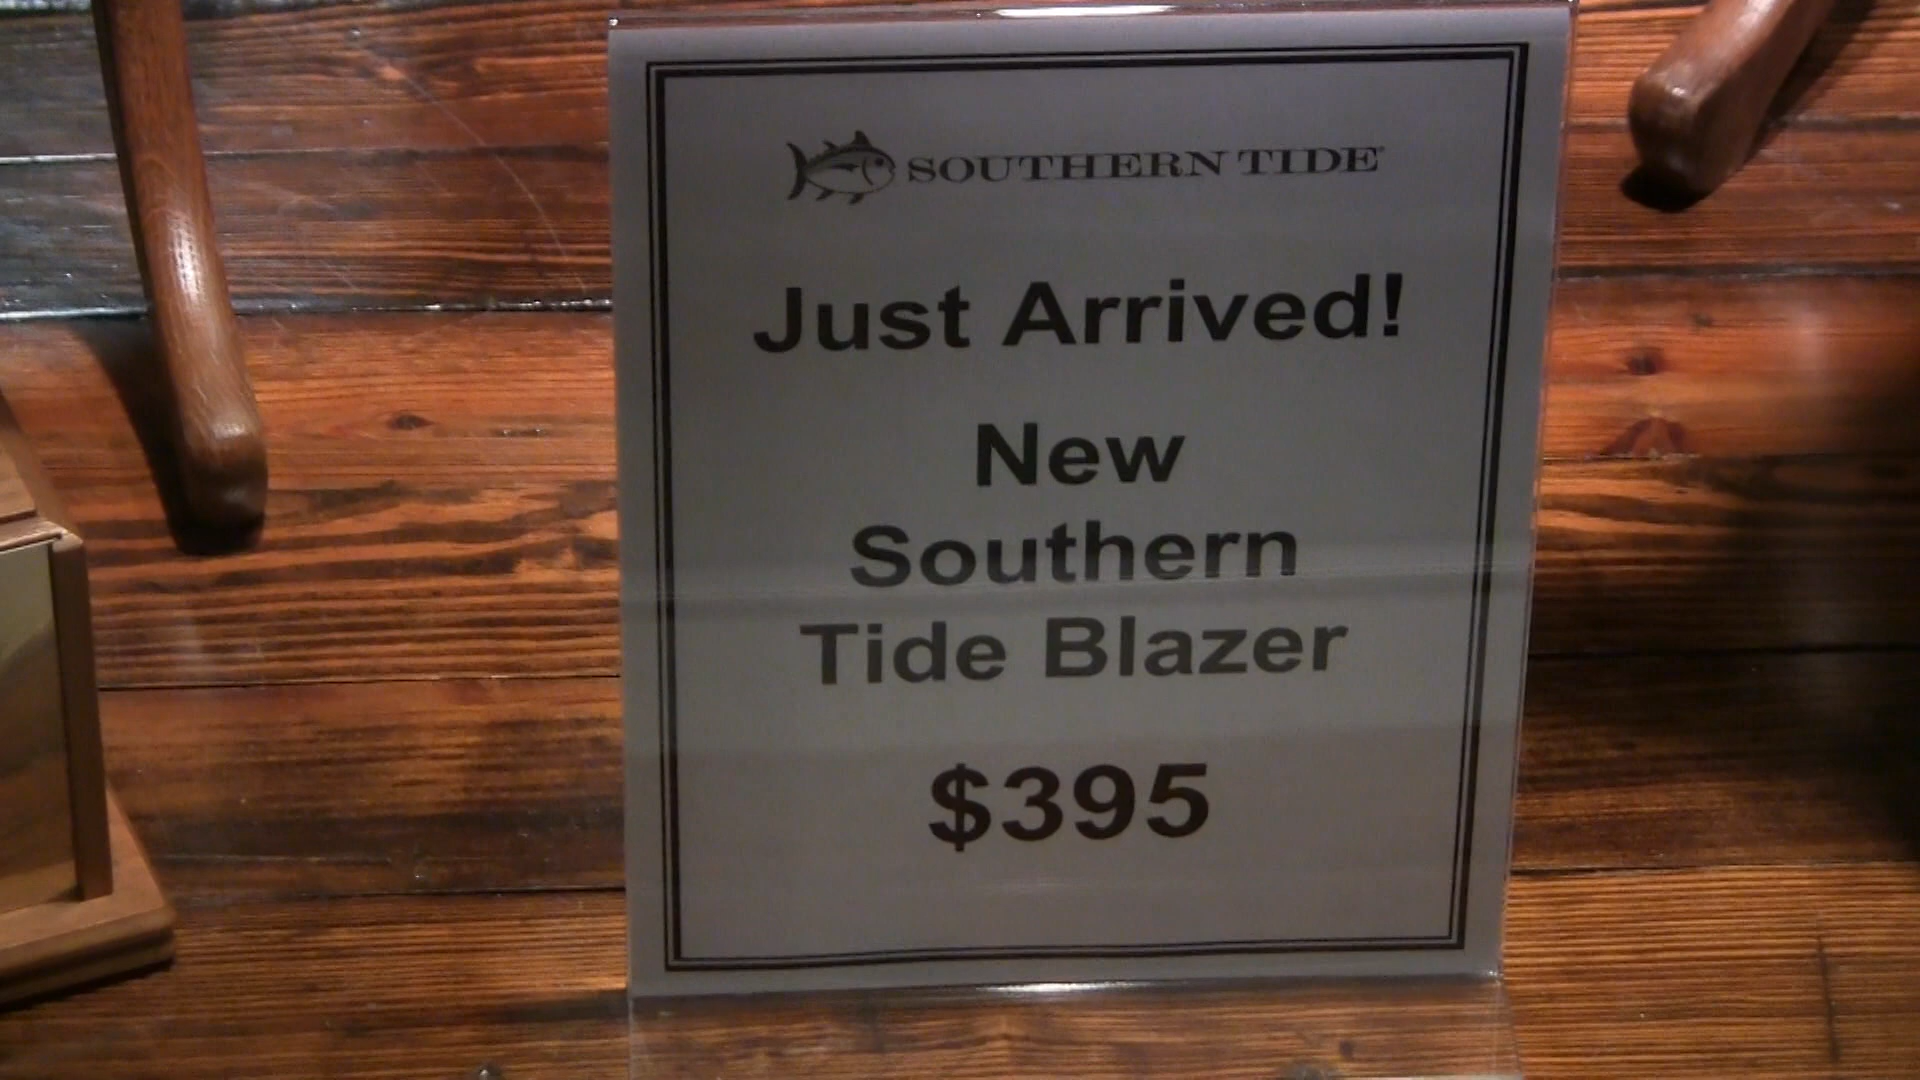 SOUTHERN TIDE
Just Arrived!
New
Southern
Tide Blazer
$395